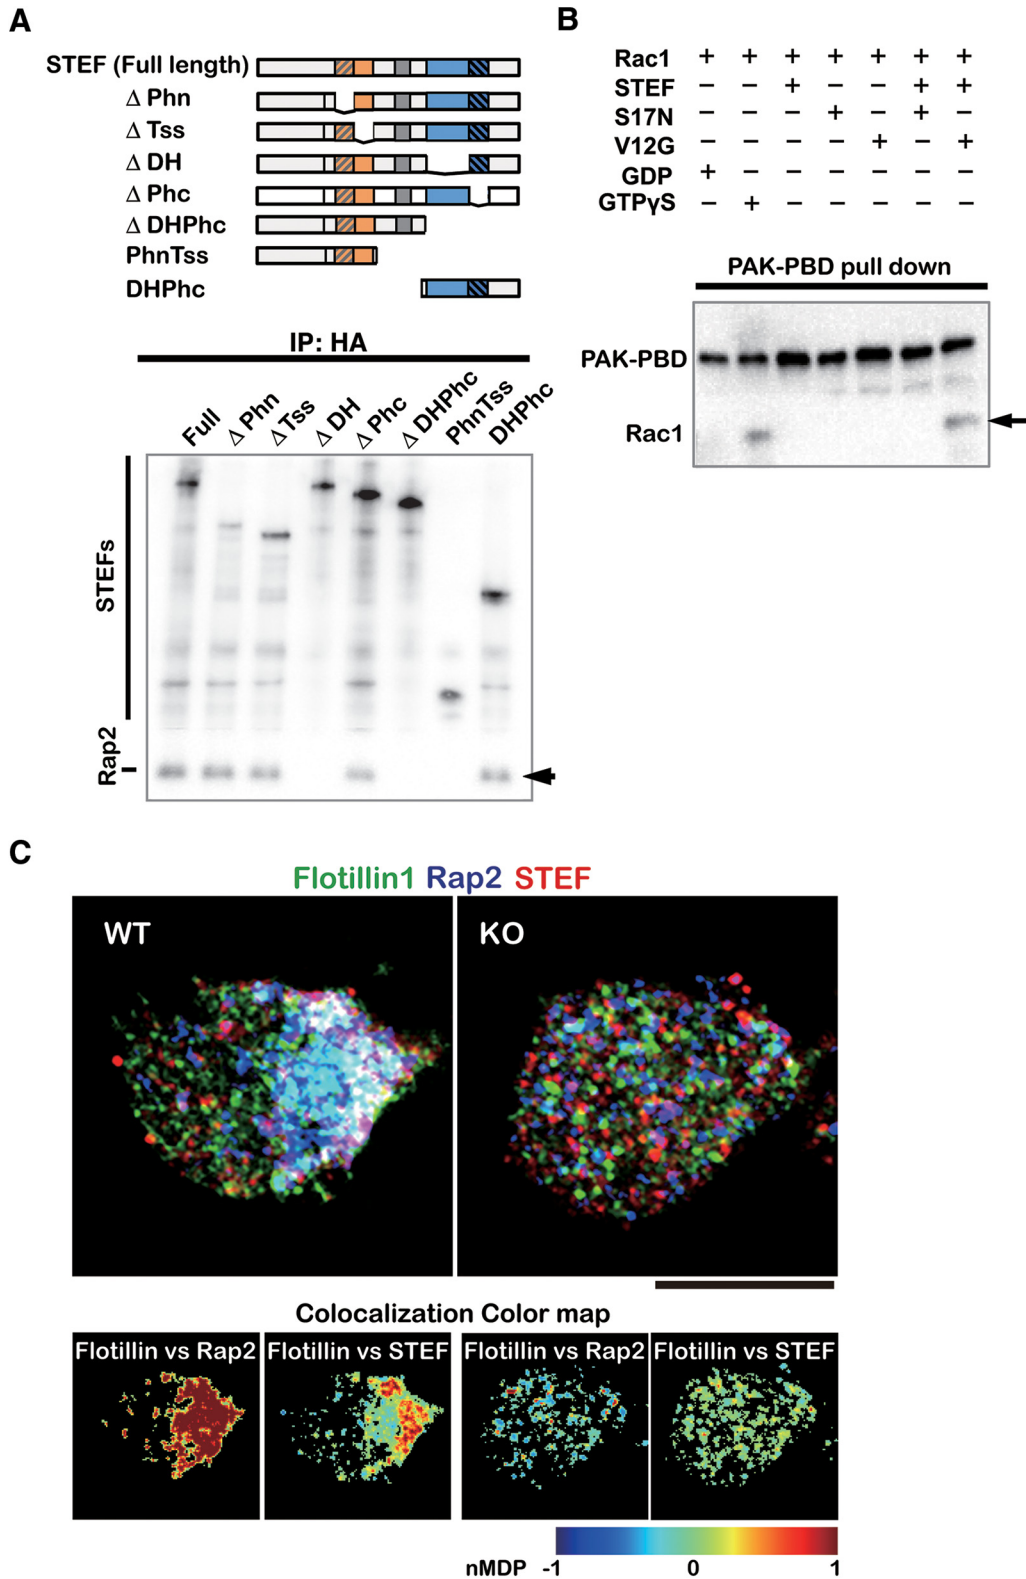 A
STEF (Full length)
Δ Phn
Δ Tss
Δ DH
Δ Phc
Δ DHPhc
PhnTss
DHPhc
IP: HA
Full
Δ Phn
Δ Tss
Δ DH
Δ Phc
Δ DHPhc
PhnTss
DHPhc
STEFs
Rap2
B
Rac1 + + + + + + +
STEF − − + − − + +
S17N − − − + − + −
V12G − − − − + − +
GDP + − − − − − −
GTPγS − + − − − − −
PAK-PBD pull down
PAK-PBD
Rac1
C
Flotillin1 Rap2 STEF
WT
KO
Colocalization Color map
Flotillin vs Rap2
Flotillin vs STEF
Flotillin vs Rap2
Flotillin vs STEF
nMDP -1 0 1